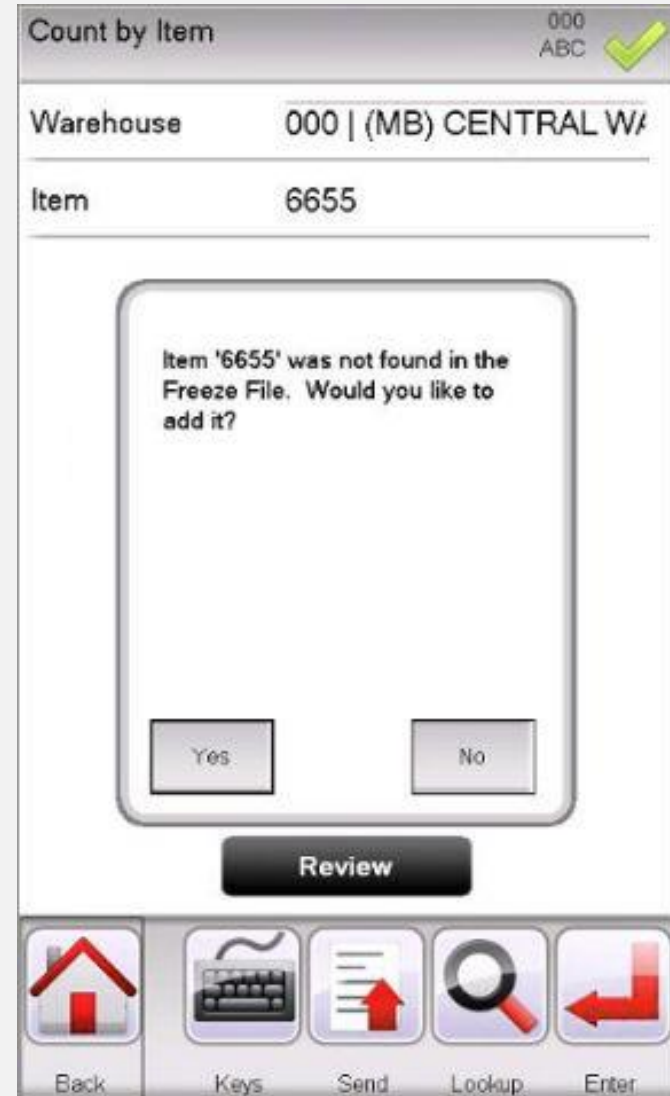 Count by Item
000
ABC
Warehouse 000 | (MB) CENTRAL WA
Item 6655
Item '6655' was not found in the
Freeze File. Would you like to
add it?
Yes No
Review
Back Keys Send Lookup Enter